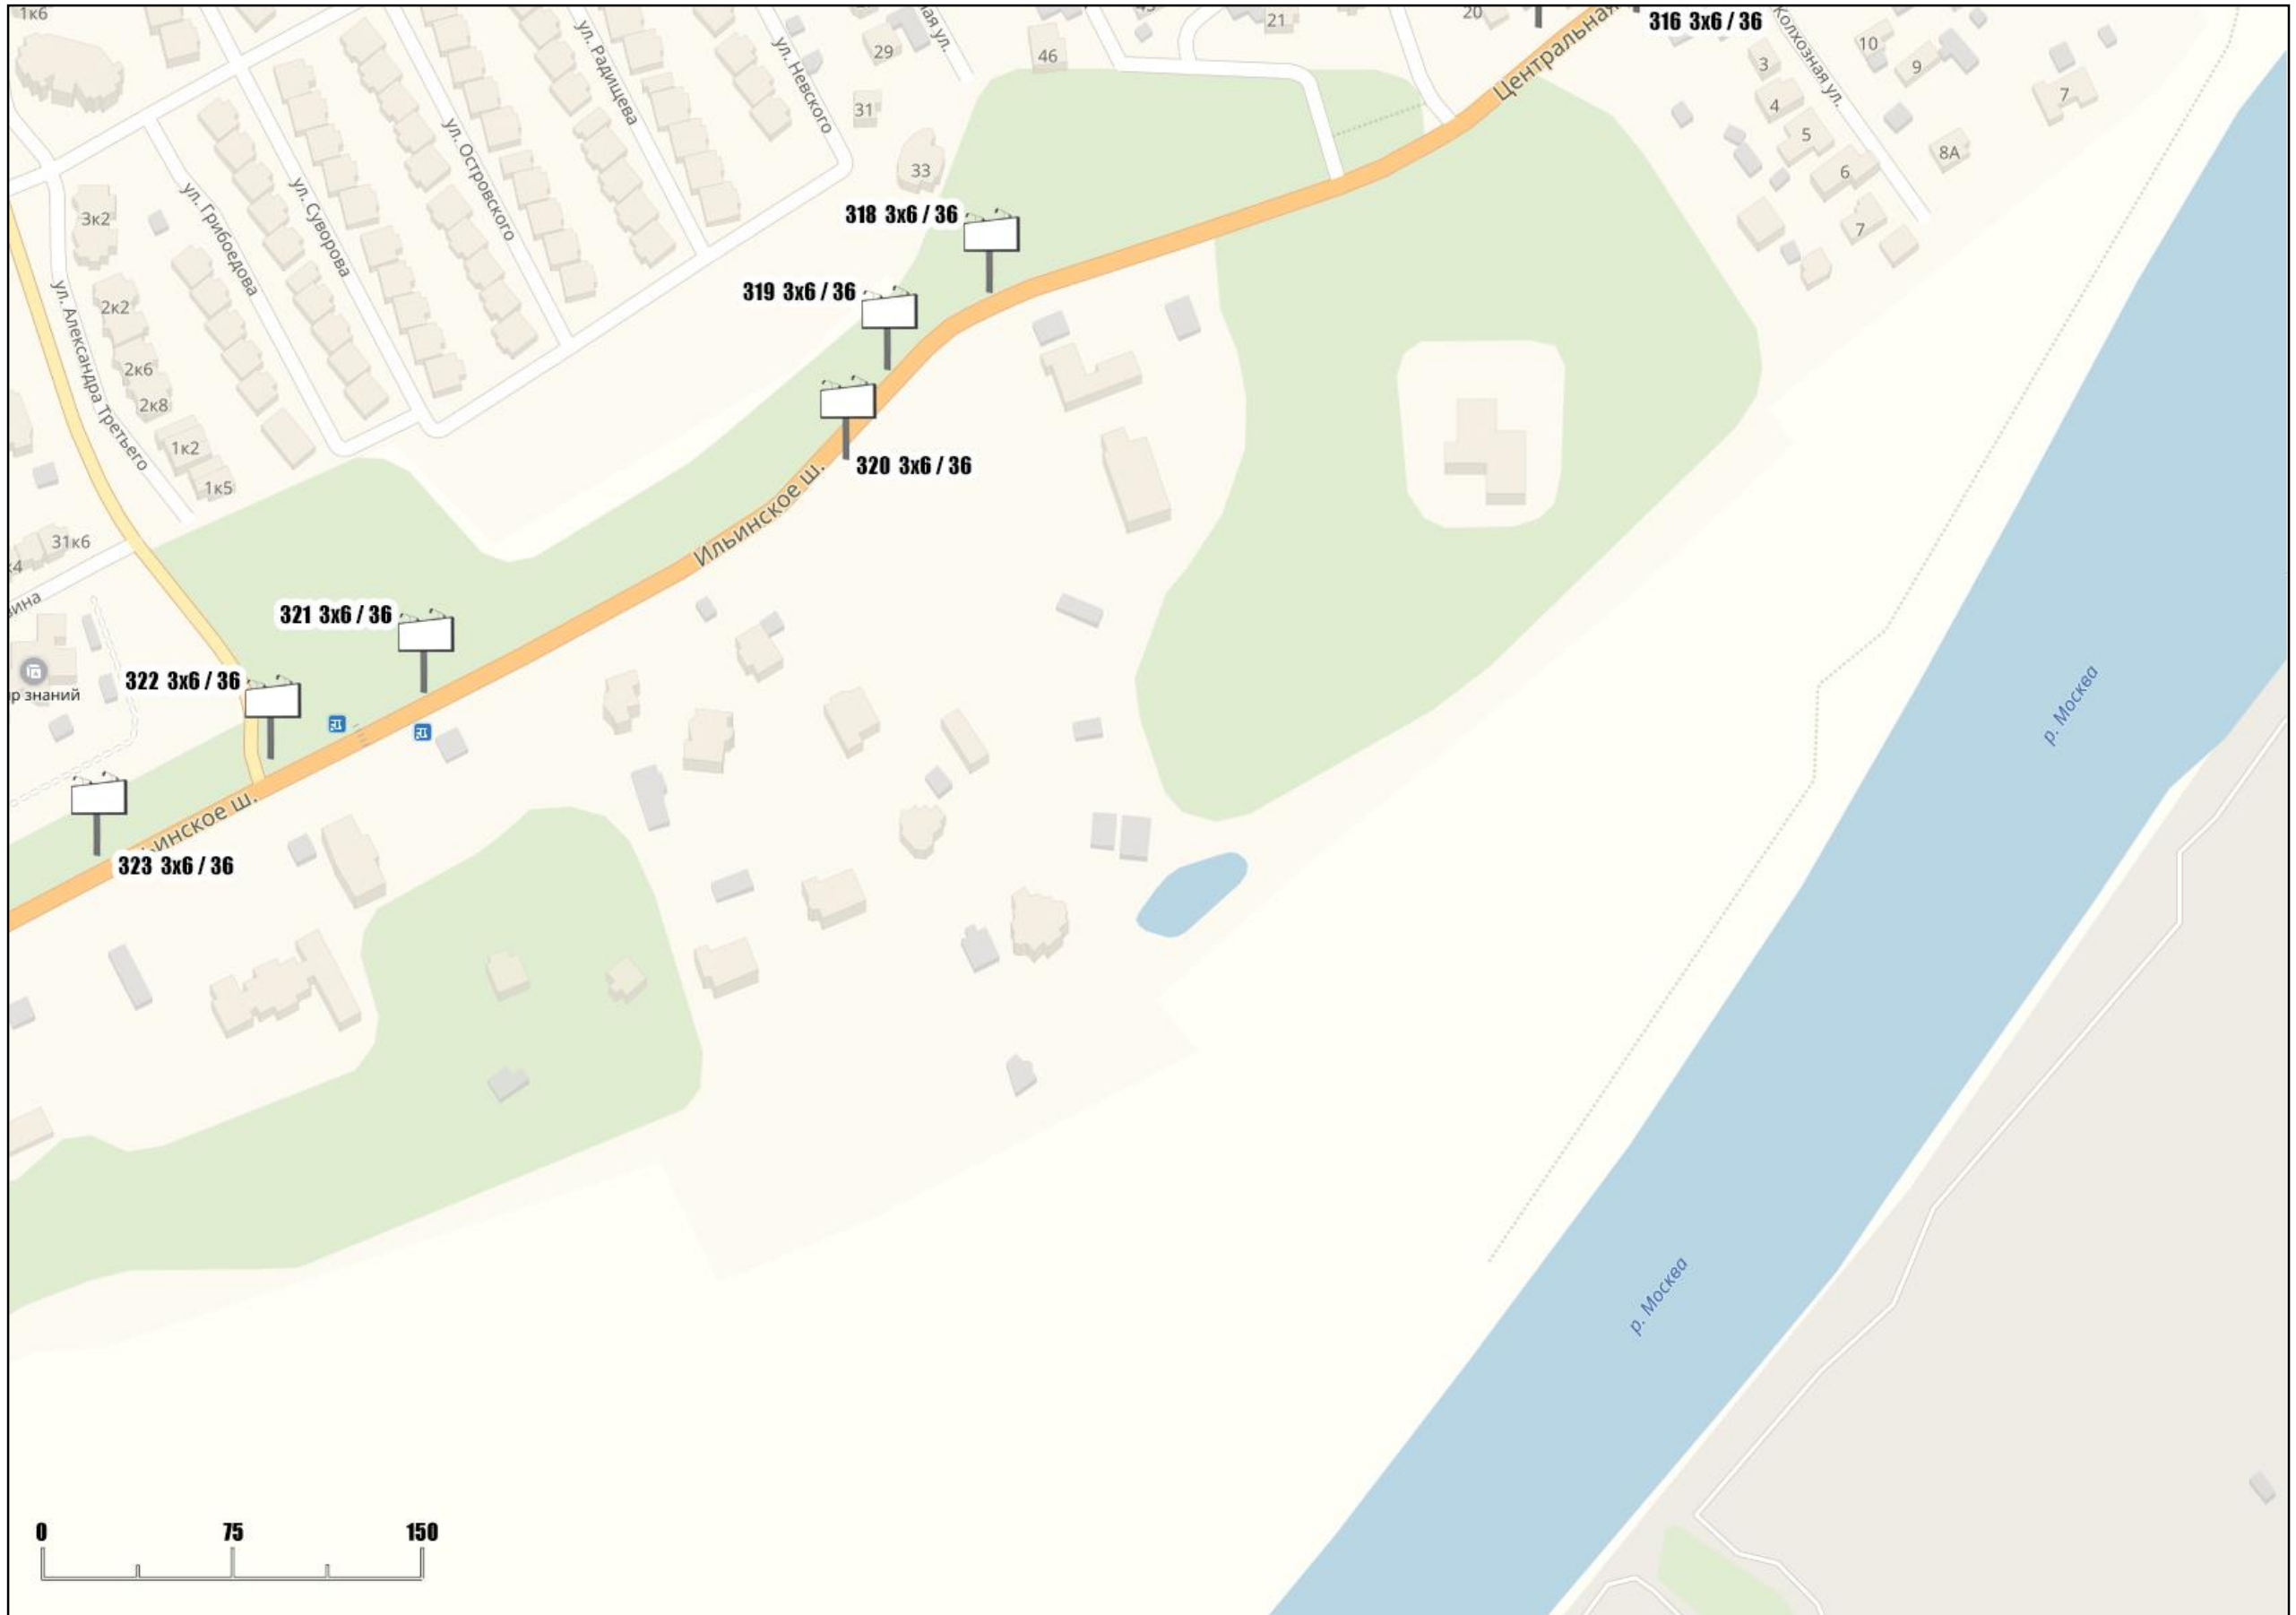 1к6
ул. Радищева
ул. Невского
ная ул.
29
46
21
20
Центральная
316 3х6 / 36
Колхозная ул.
10
3
9
7
4
5
8А
6
7
31
33
ул. Островского
ул. Суворова
ул. Грибоедова
3к2
318 3х6 / 36
319 3х6 / 36
320 3х6 / 36
ул. Александра Третьего
2к2
2к6
2к8
1к2
1к5
31к6
Ильинское ш.
321 3х6 / 36
322 3х6 / 36
р знаний
323 3х6 / 36
ьинское ш.
р. Москва
р. Москва
0 75 150